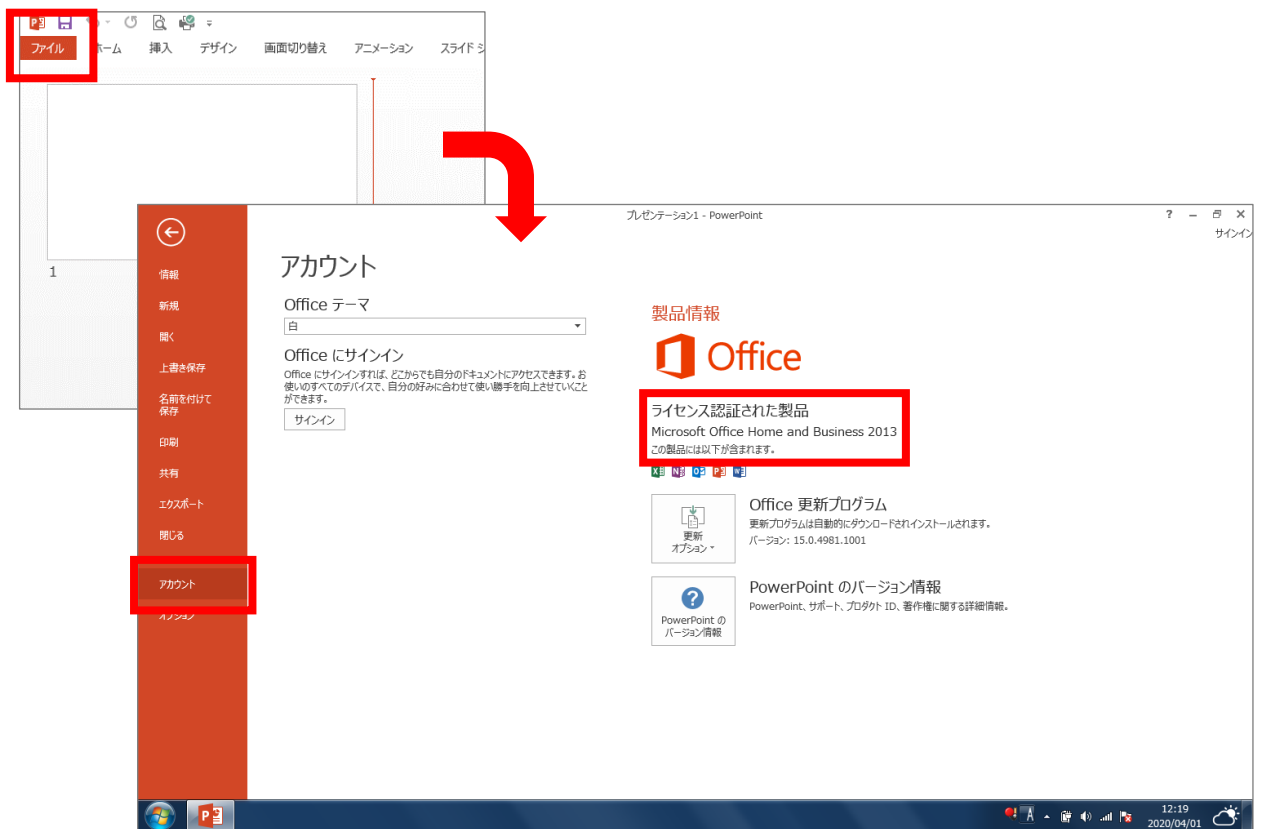 ファイル
ホーム
挿入
デザイン
画面切り替え
アニメーション
スライド シ
1
プレゼンテーション1 - PowerPoint
サインイン
情報
新規
開く
上書き保存
名前を付けて
保存
印刷
共有
エクスポート
閉じる
アカウント
オプション
アカウント
Office テーマ
白
Office にサインイン
Office にサインインすれば、どこからでも自分のドキュメントにアクセスできます。お
使いのすべてのデバイスで、自分の好みに合わせて使い勝手を向上させていくこと
ができます。
サインイン
製品情報
Office
ライセンス認証された製品
Microsoft Office Home and Business 2013
この製品には以下が含まれます。
更新
オプション
Office 更新プログラム
更新プログラムは自動的にダウンロードされインストールされます。
バージョン: 15.0.4981.1001
PowerPoint の
バージョン情報
PowerPoint のバージョン情報
PowerPoint、サポート、プロダクト ID、著作権に関する詳細情報。
A
12:19
2020/04/01